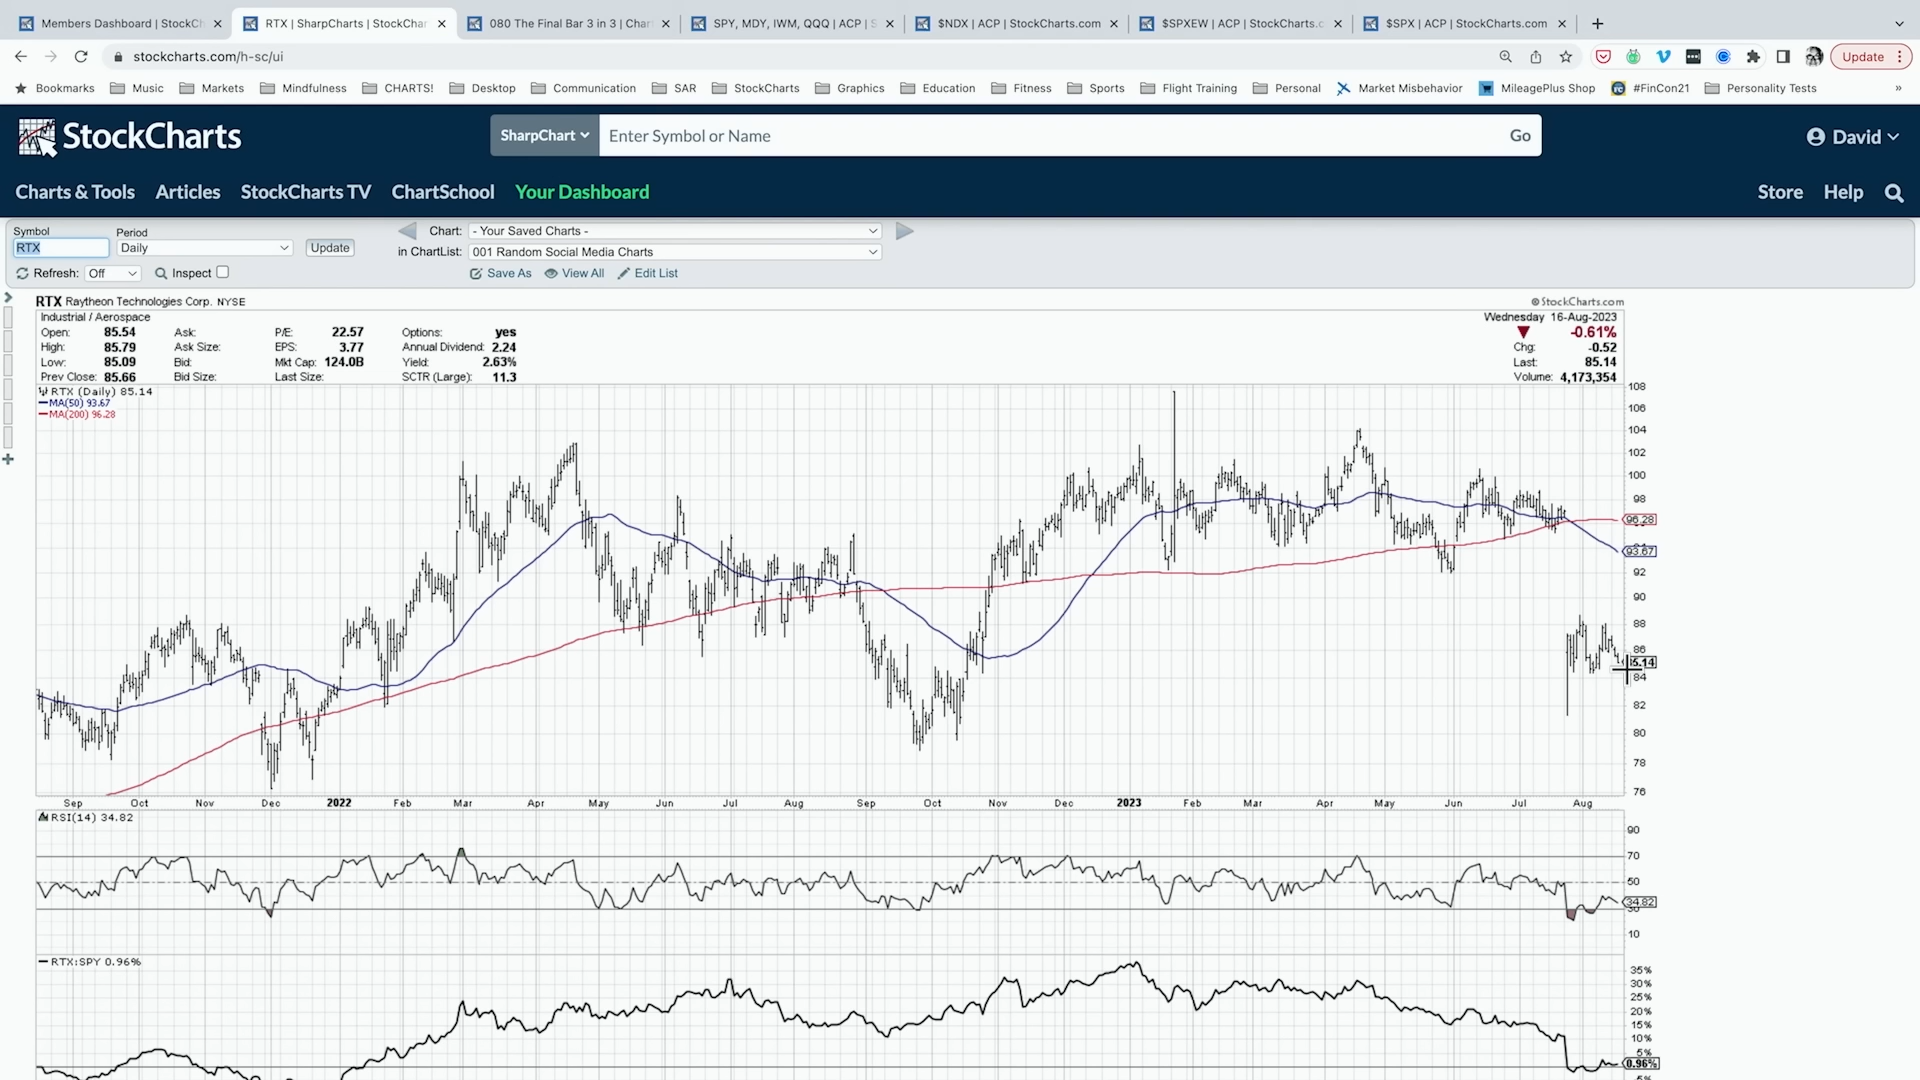 Members Dashboard | StockCh
RTX | SharpCharts | StockChar
080 The Final Bar 3 in 3 | Char
SPY, MDY, IWM, QQQ | ACP | S
$NDX | ACP | StockCharts.com
$SPXEW | ACP | StockCharts.c
$SPX | ACP | StockCharts.com
stockcharts.com/h-sc/ui
Update
Bookmarks Music Markets Mindfulness CHARTS! Desktop Communication SAR StockCharts Graphics Education Fitness Sports Flight Training Personal Market Misbehavior MileagePlus Shop #FinCon21 Personality Tests »
StockCharts
SharpChart
Enter Symbol or Name
Go
David
Charts & Tools Articles StockCharts TV ChartSchool Your Dashboard Store Help
Symbol Period
RTX Daily Update
Refresh: Off Inspect
Chart: - Your Saved Charts -
in ChartList: 001 Random Social Media Charts
Save As View All Edit List
RTX Raytheon Technologies Corp. NYSE
© StockCharts.com
Industrial / Aerospace
Wednesday 16-Aug-2023
Open: 85.54 Ask: P/E: 22.57 Options: yes
-0.61%
High: 85.79 Ask Size: EPS: 3.77 Annual Dividend: 2.24
Chg: -0.52
Low: 85.09 Bid: Mkt Cap: 124.0B Yield: 2.63%
Last: 85.14
Prev Close: 85.66 Bid Size: Last Size: SCTR (Large): 11.3
Volume: 4,173,354
RTX (Daily) 85.14
MA(50) 93.67
MA(200) 96.28
108
106
104
102
100
98
96.28
93.67
92
90
88
86
5.14
84
82
80
78
76
Sep Oct Nov Dec 2022 Feb Mar Apr May Jun Jul Aug Sep Oct Nov Dec 2023 Feb Mar Apr May Jun Jul Aug
RSI(14) 34.82
90
70
50
34.82
30
10
RTX:SPY 0.96%
35%
30%
25%
20%
15%
10%
5%
0.96%
-5%